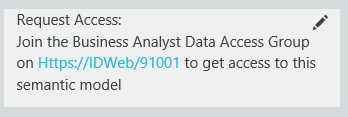 Request Access:
Join the Business Analyst Data Access Group
on Https://IDWeb/91001 to get access to this
semantic model